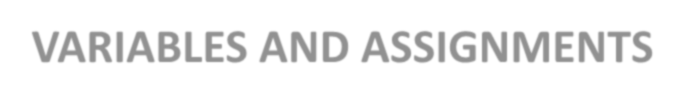 VARIABLES AND ASSIGNMENTS